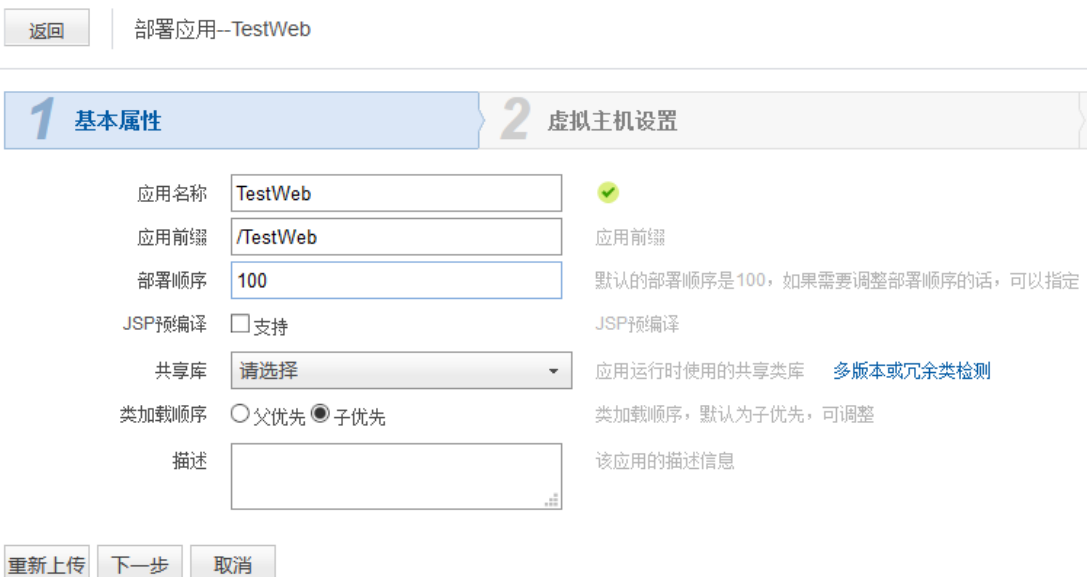 返回 部署应用--TestWeb
1 基本属性 2 虚拟主机设置
应用名称 TestWeb
应用前缀 /TestWeb 应用前缀
部署顺序 100 默认的部署顺序是100，如果需要调整部署顺序的话，可以指定
JSP预编译 支持 JSP预编译
共享库 请选择 应用运行时使用的共享类库 多版本或冗余类检测
类加载顺序 父优先 子优先 类加载顺序，默认为子优先，可调整
描述 该应用的描述信息
重新上传 下一步 取消